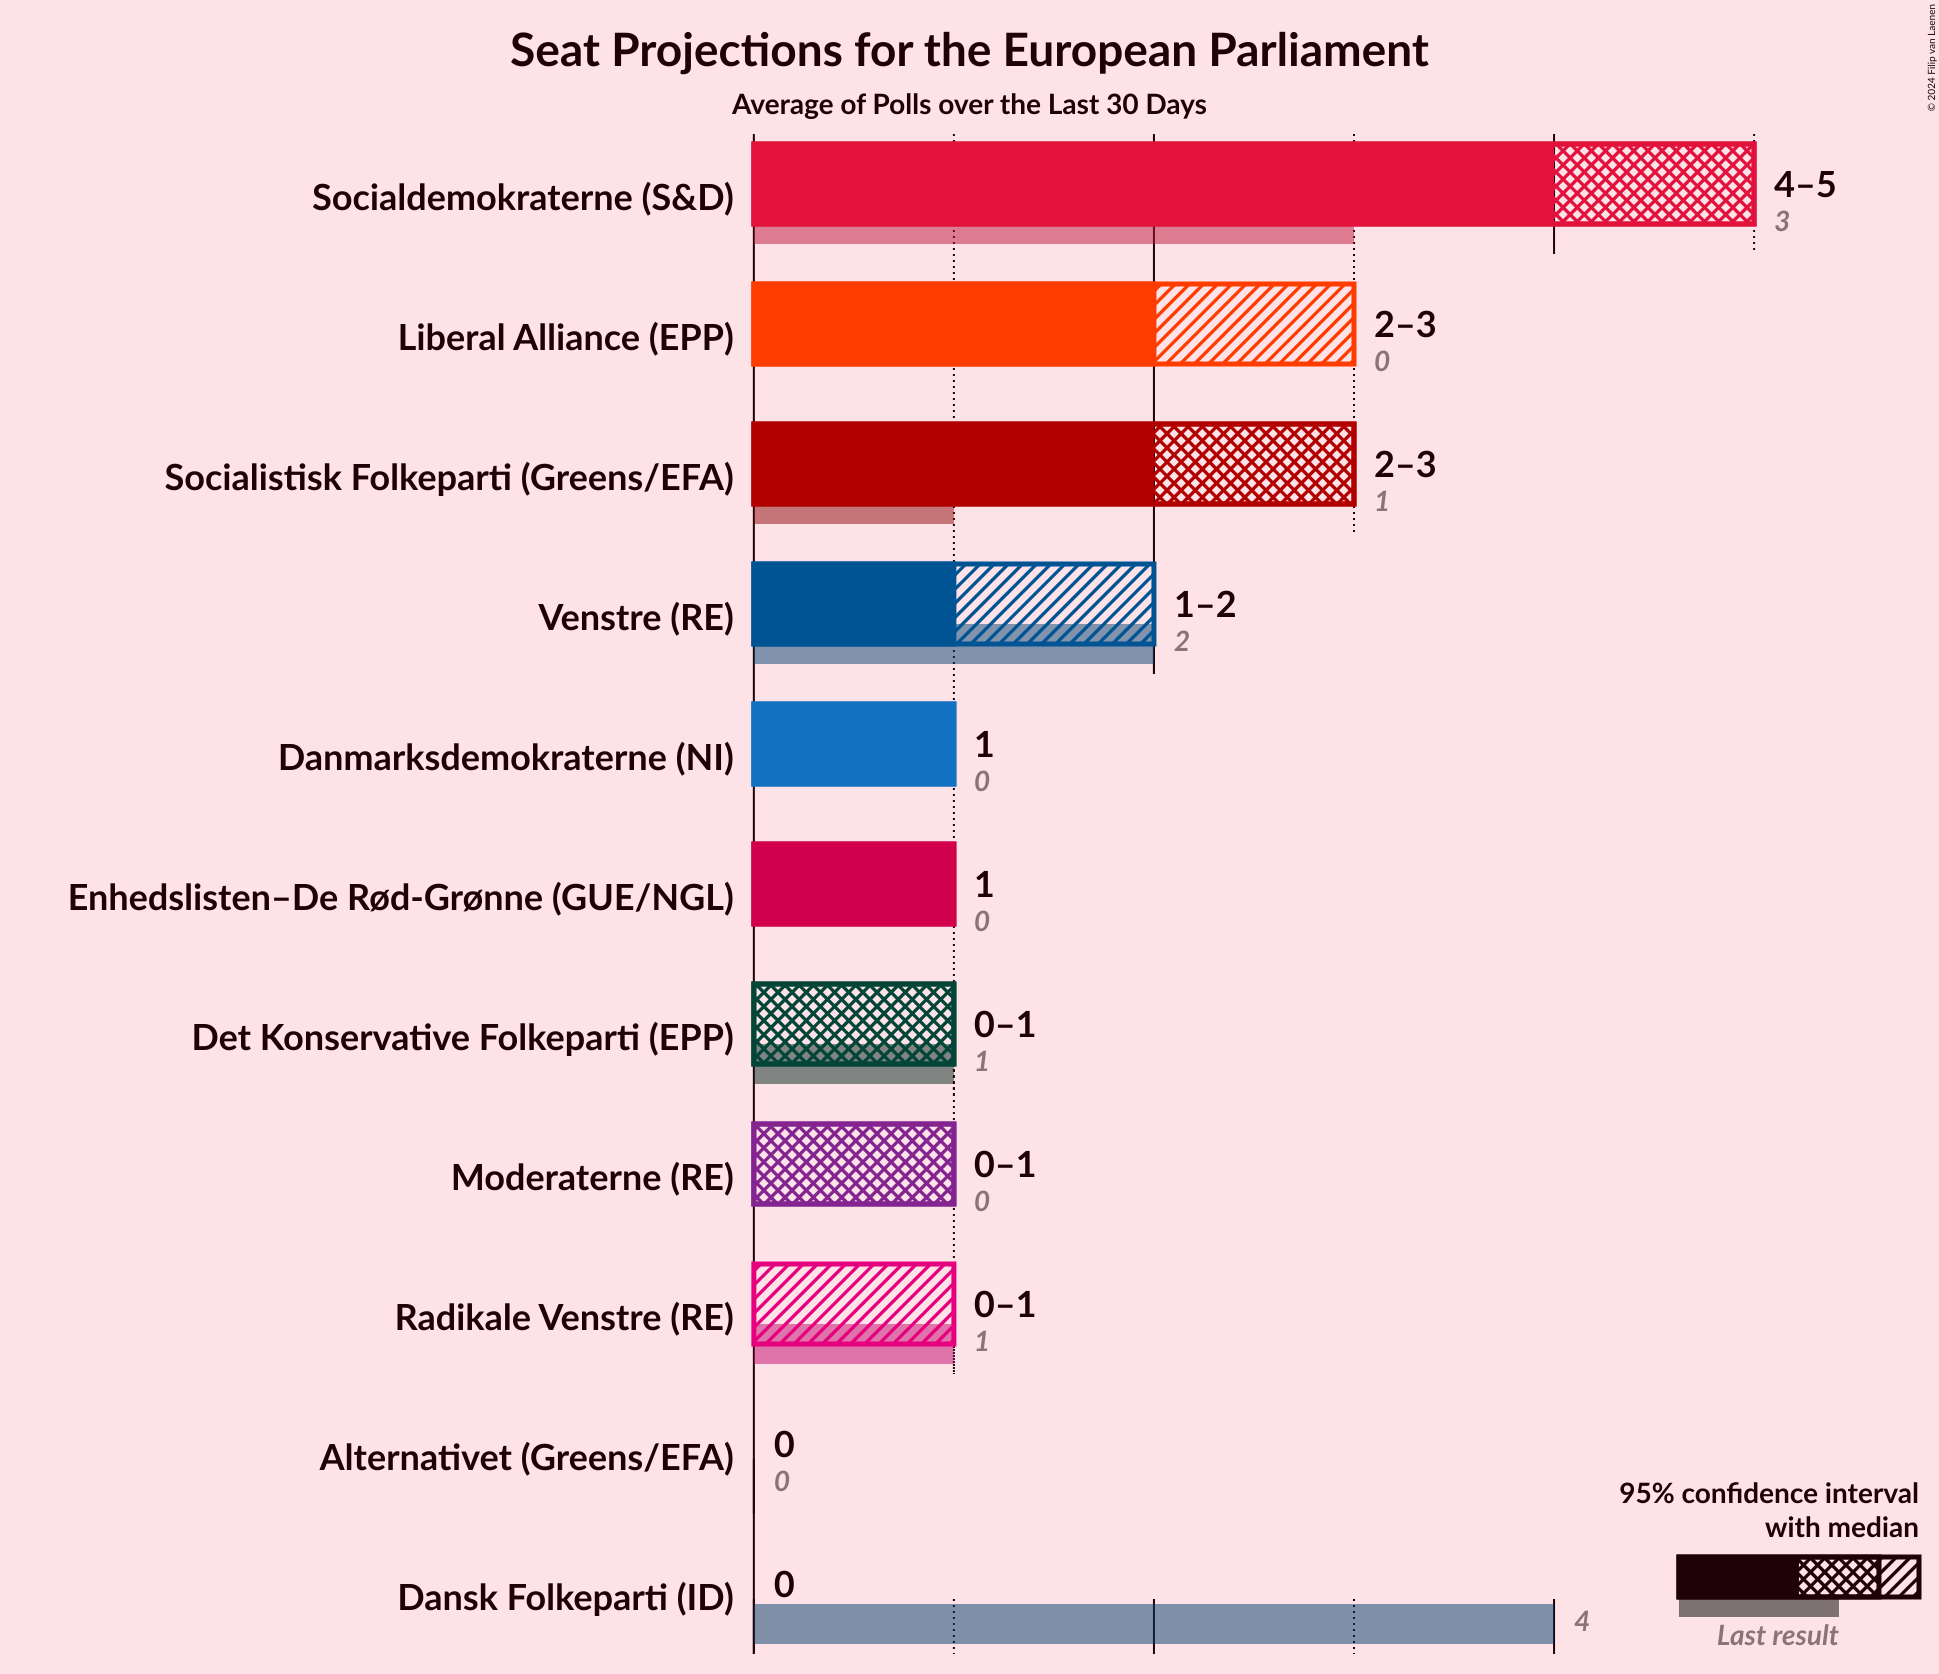 Seat Projections for the European Parliament
Average of Polls over the Last 30 Days
© 2024 Filip van Laenen
Socialdemokraterne (S&D)
4–5
3
Liberal Alliance (EPP)
2–3
0
Socialistisk Folkeparti (Greens/EFA)
2–3
1
Venstre (RE)
1–2
2
Danmarksdemokraterne (NI)
1
0
Enhedslisten–De Rød-Grønne (GUE/NGL)
1
0
Det Konservative Folkeparti (EPP)
0–1
1
Moderaterne (RE)
0–1
0
Radikale Venstre (RE)
0–1
1
Alternativet (Greens/EFA)
0
0
Dansk Folkeparti (ID)
0
4
95% confidence interval
with median
Last result